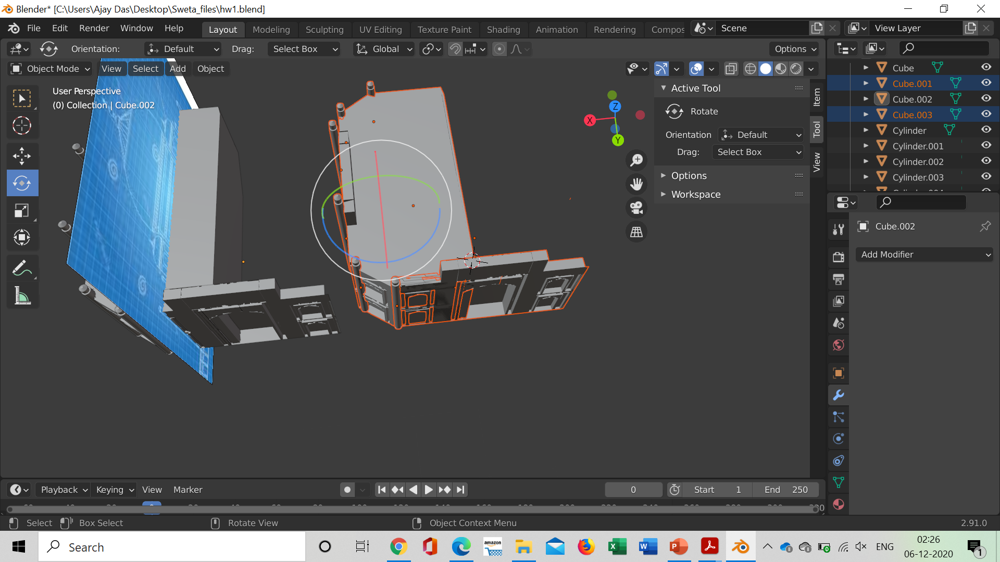 Blender* [C:\Users\Ajay Das\Desktop\Sweta_files\hw1.blend]
File Edit Render Window Help Layout Modeling Sculpting UV Editing Texture Paint Shading Animation Rendering Compos Scene View Layer
Orientation: Default Drag: Select Box Global Options
Object Mode View Select Add Object
User Perspective
(0) Collection | Cube.002
X
Y
Z
Active Tool
Rotate
Orientation Default
Drag: Select Box
Options
Workspace
Item
Tool
View
Cube
Cube.001
Cube.002
Cube.003
Cylinder
Cylinder.001
Cylinder.002
Cylinder.003
Cube.002
Add Modifier
Playback Keying View Marker 0 Start 1 End 250
Select Box Select Rotate View Object Context Menu 2.91.0
Search amazon ENG 02:26
06-12-2020 1